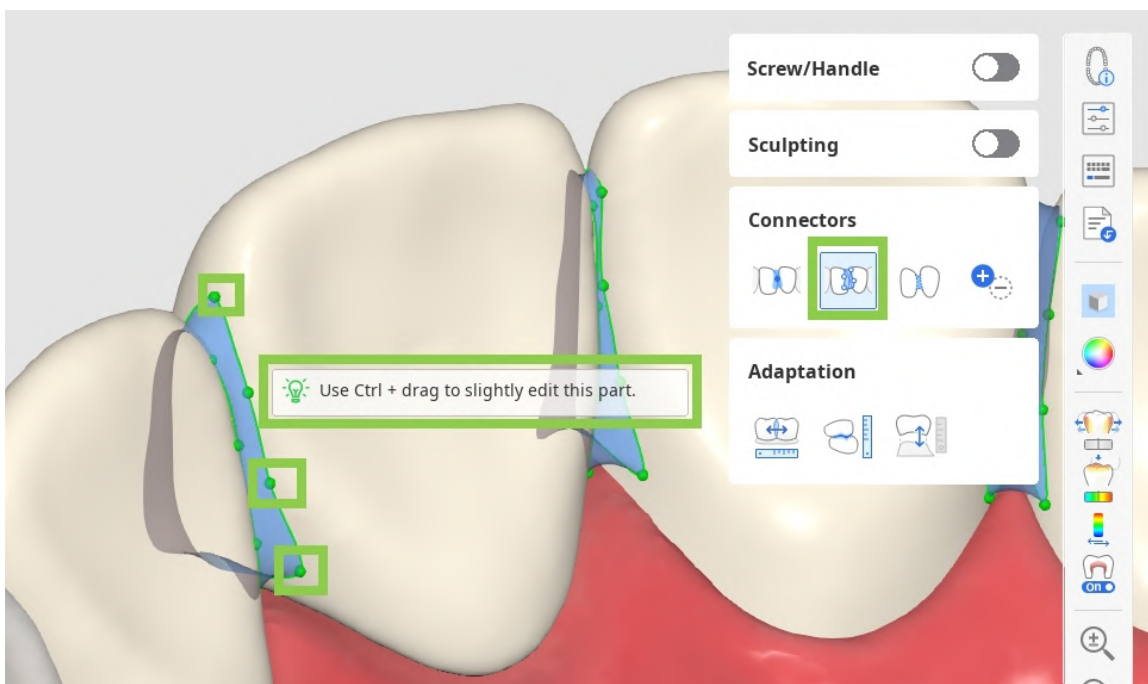 Screw/Handle
Sculpting
Connectors
Use Ctrl + drag to slightly edit this part.
Adaptation
On